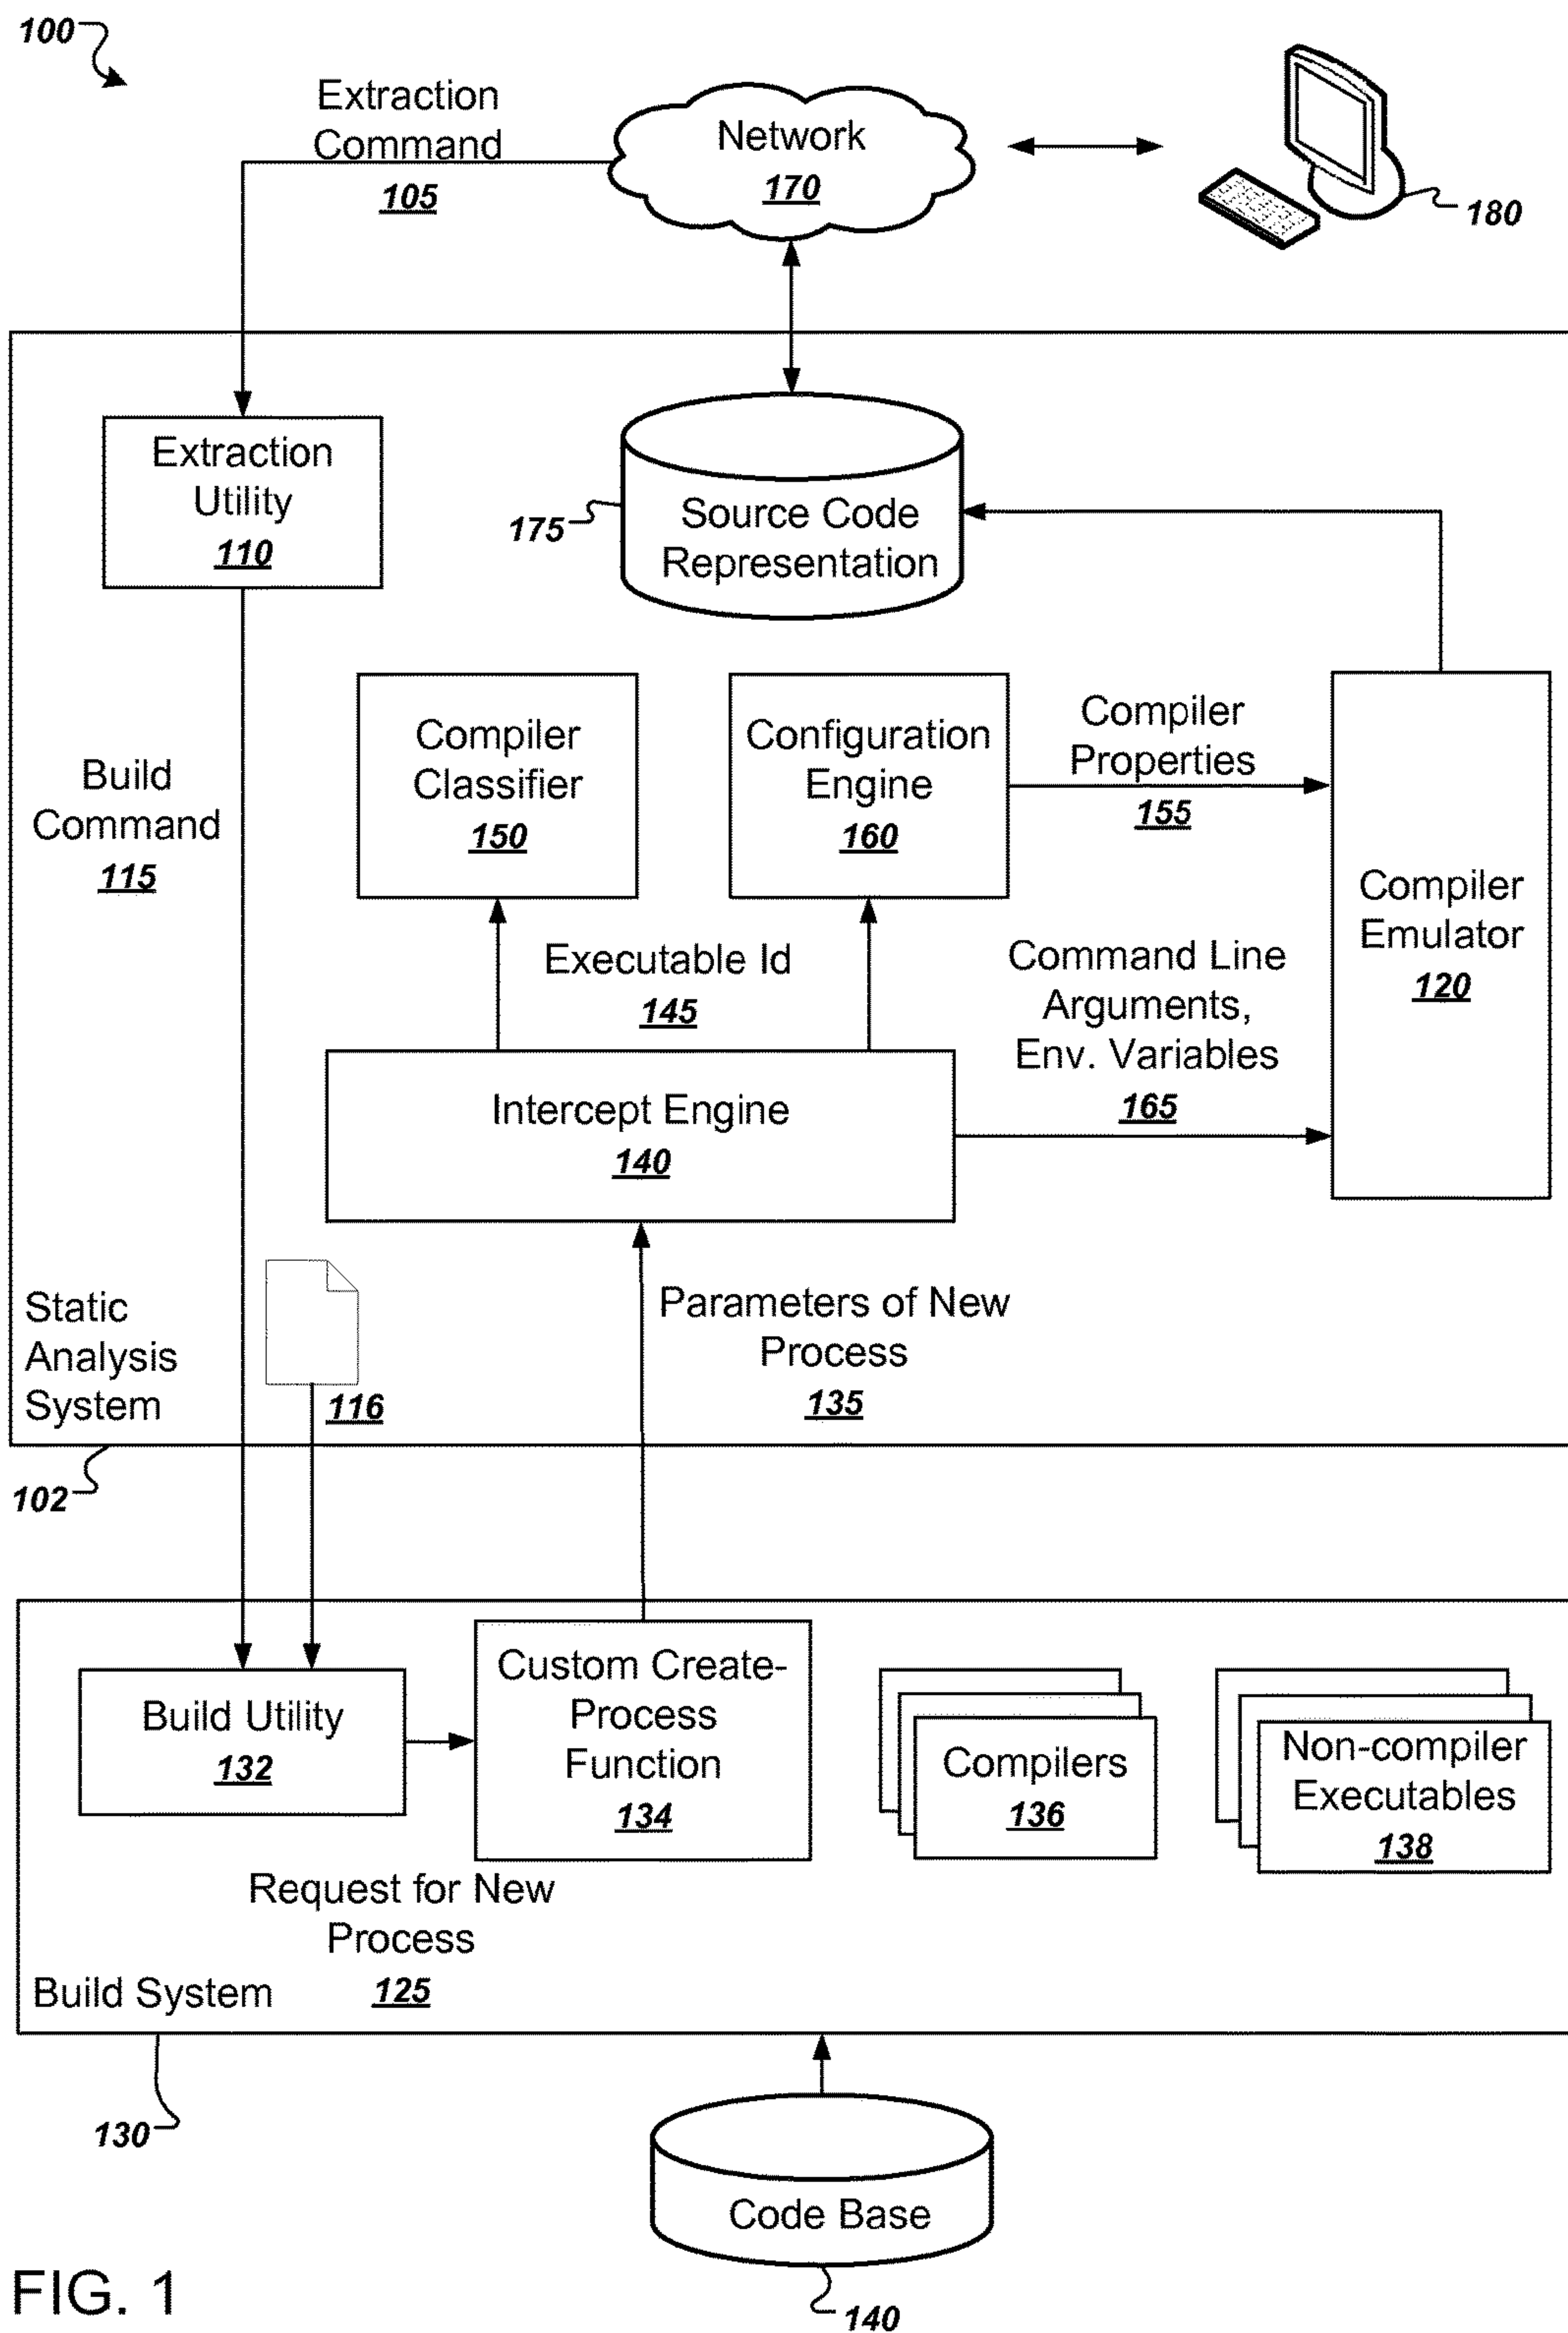 100
Extraction
Command
105
Network
170
180
Extraction
Utility
110
175
Source Code
Representation
Build
Command
115
Compiler
Classifier
150
Configuration
Engine
160
Compiler
Properties
155
Compiler
Emulator
120
Executable Id
145
Command Line
Arguments,
Env. Variables
165
Intercept Engine
140
Static
Analysis
System
116
Parameters of New
Process
135
102
Build Utility
132
Custom Create-
Process
Function
134
Compilers
136
Non-compiler
Executables
138
Request for New
Process
125
Build System
130
Code Base
140
FIG. 1